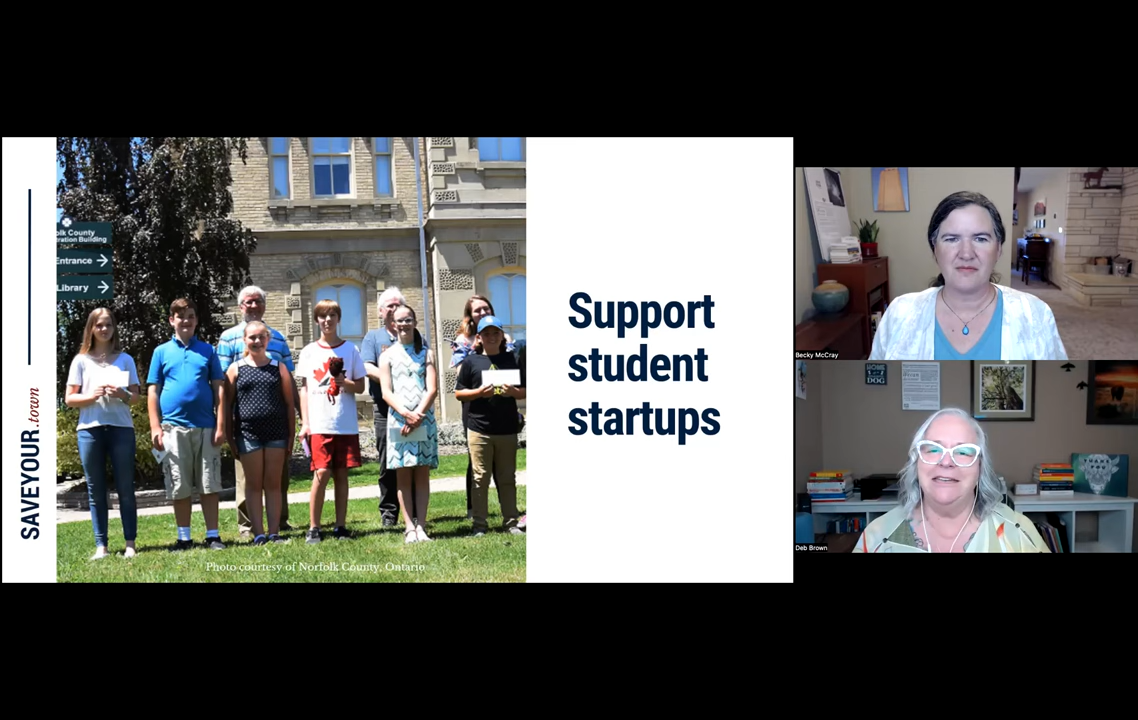 olk County
tration Building
Entrance →
Library →
SAVEYOUR.town
Photo courtesy of Norfolk County, Ontario
Support
student
startups
Becky McCray
Deb Brown